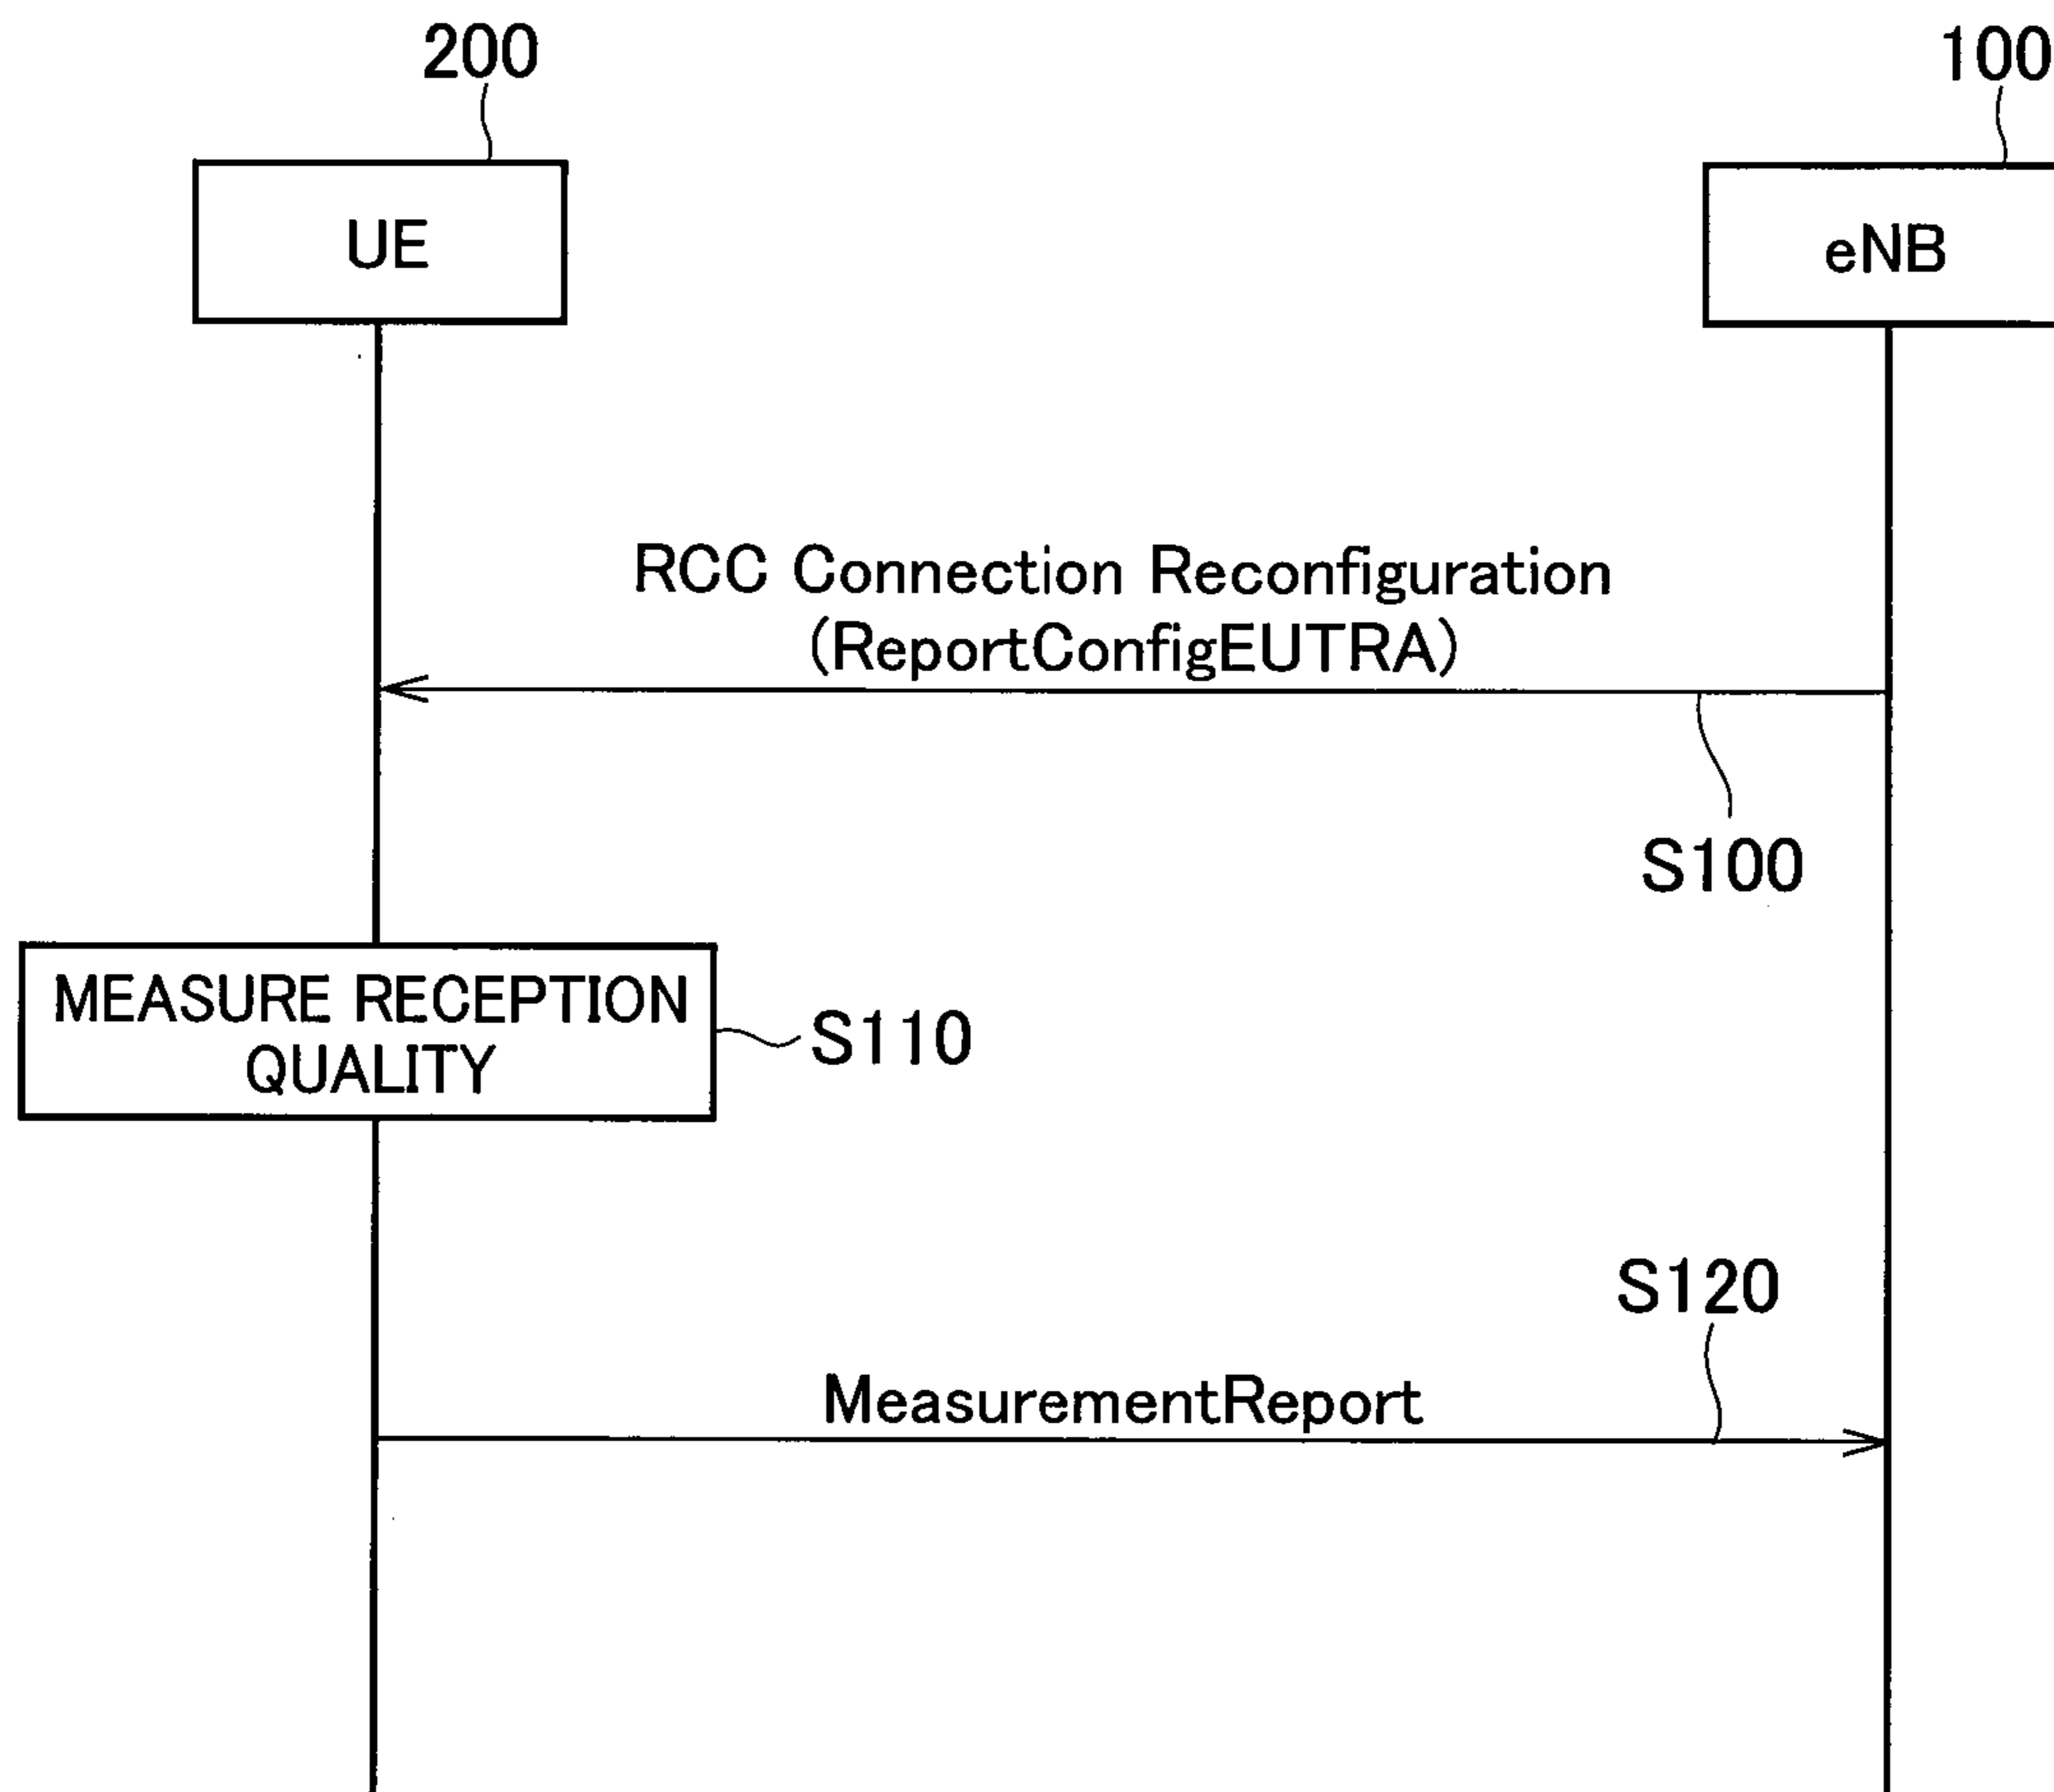 200
100
UE
eNB
RCC Connection Reconfiguration
(ReportConfigEUTRA)
S100
MEASURE RECEPTION
QUALITY
S110
S120
MeasurementReport